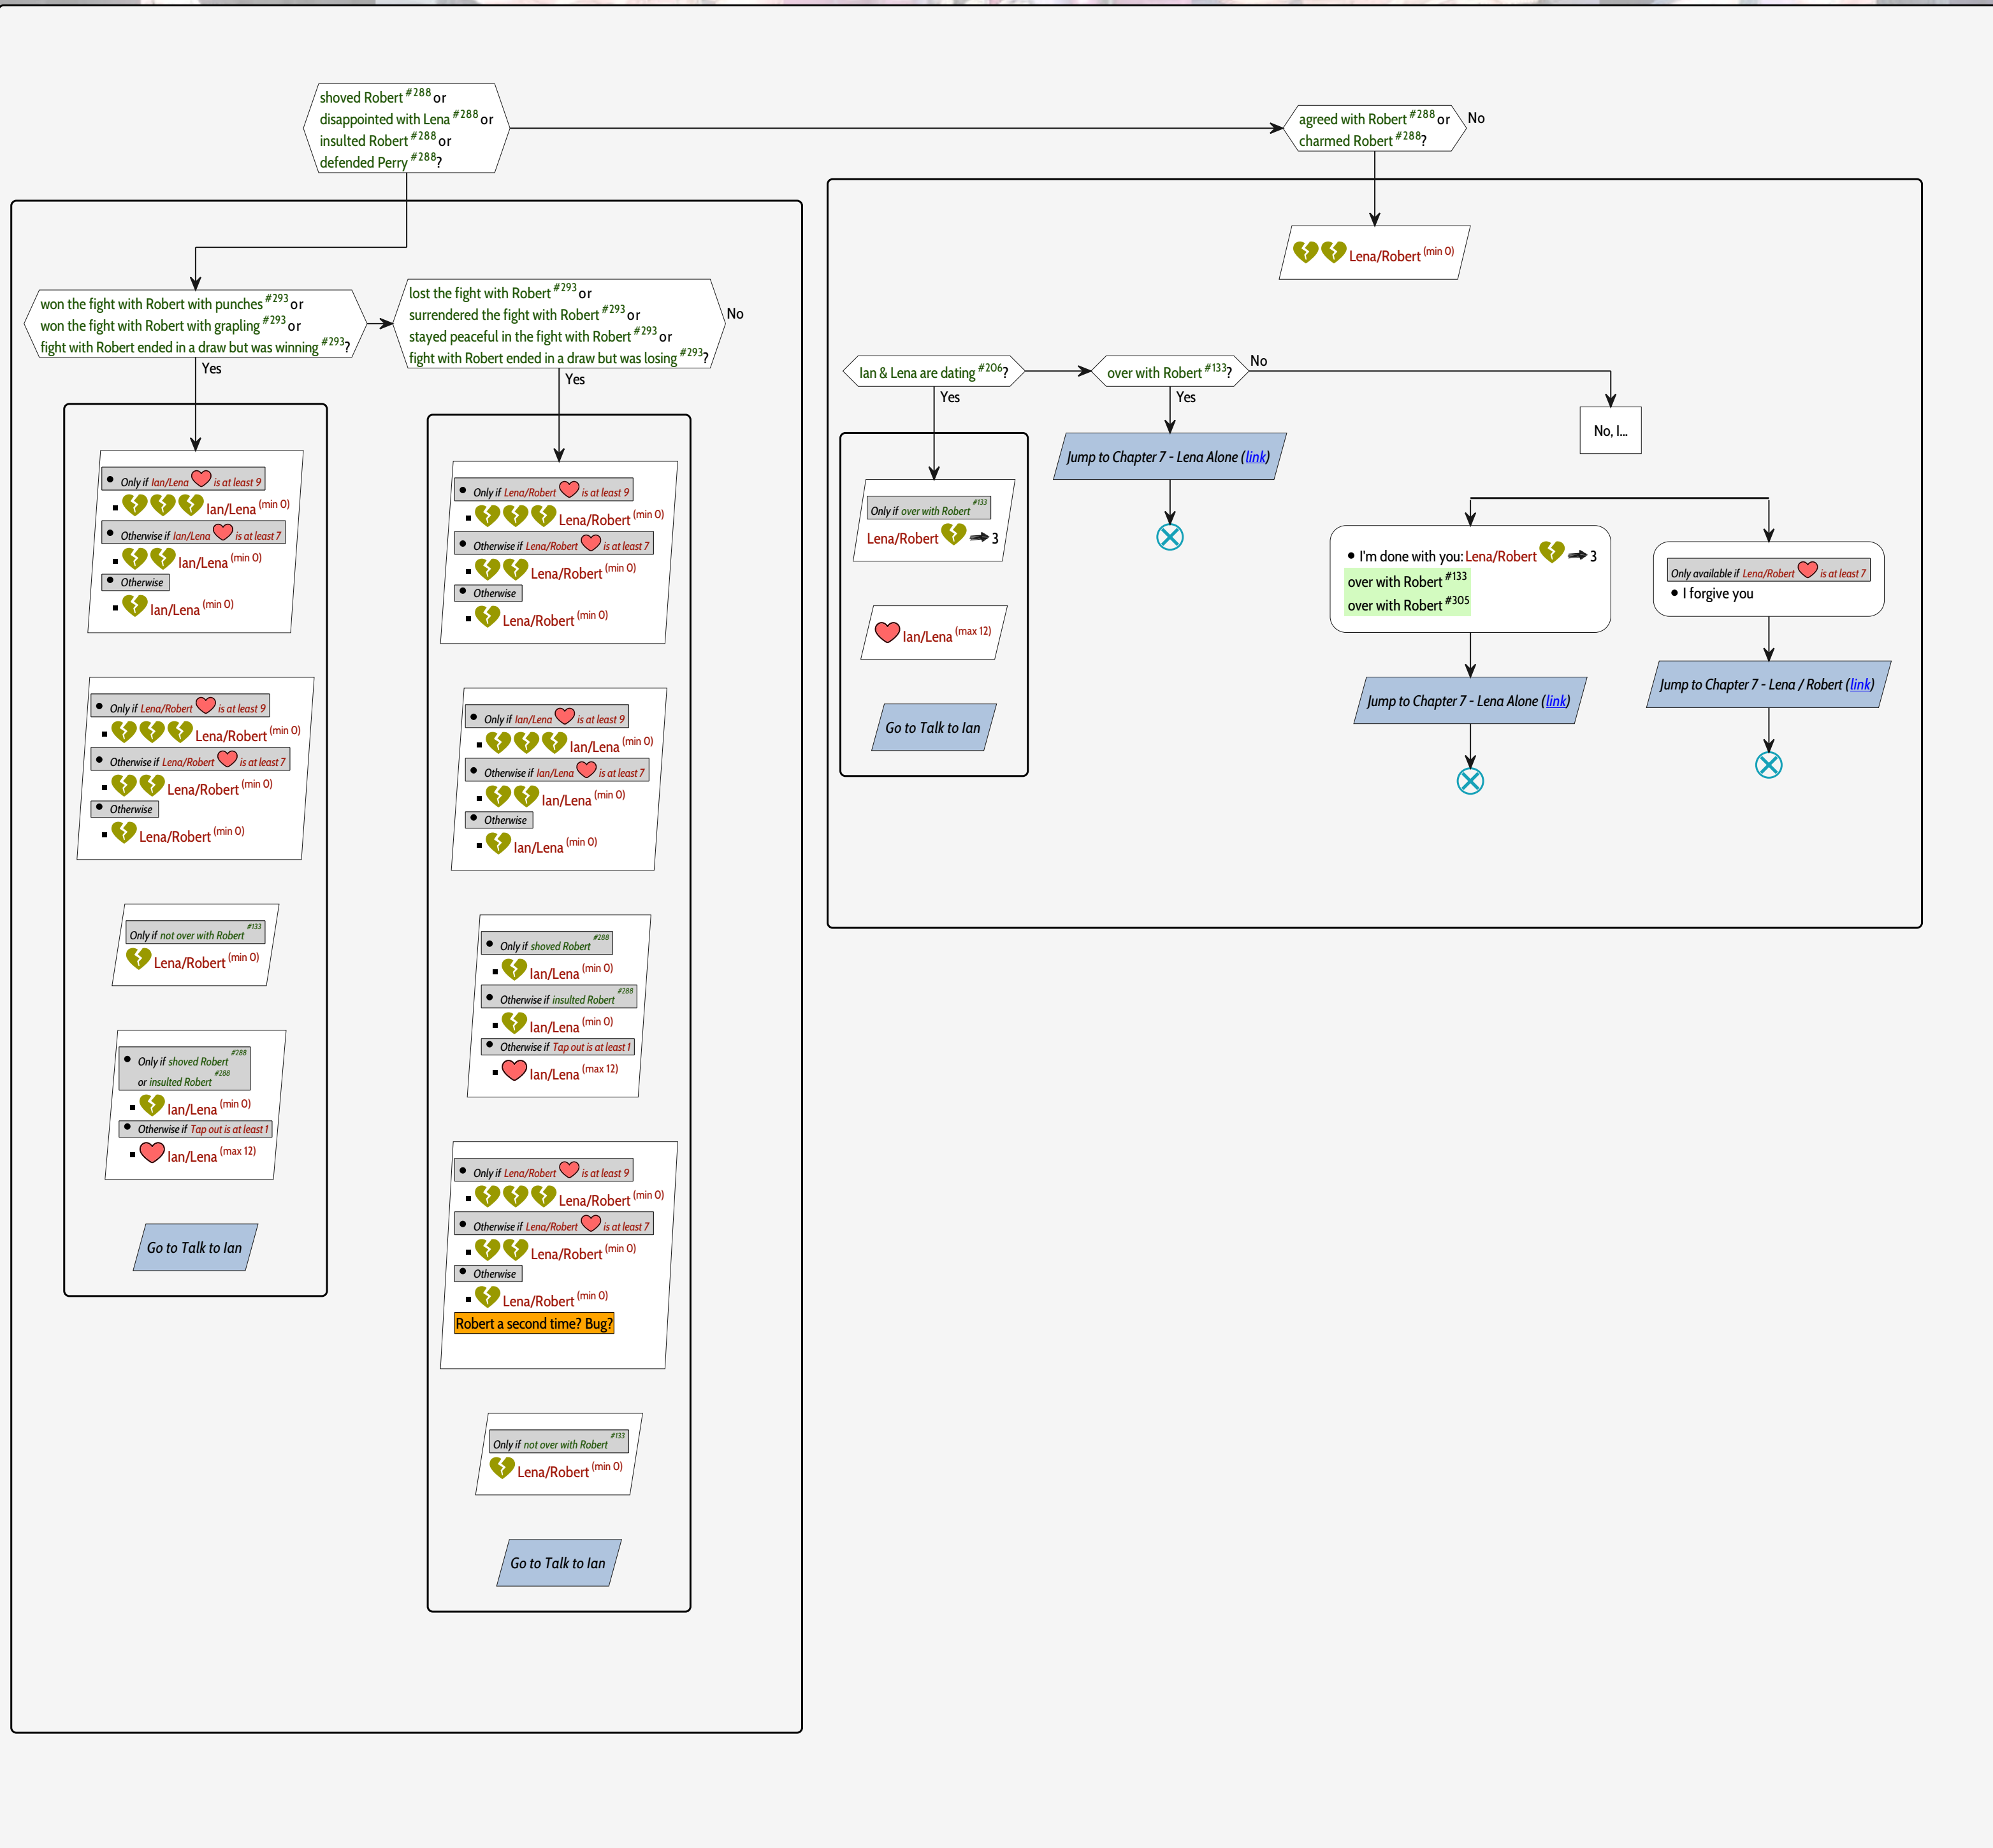 shoved Robert #288 or
disappointed with Lena #288 or
insulted Robert #288 or
defended Perry #288?
agreed with Robert #288 or
charmed Robert #288?
No
Lena/Robert (min 0)
won the fight with Robert with punches #293 or
won the fight with Robert with grapling #293 or
fight with Robert ended in a draw but was winning #293?
Yes
lost the fight with Robert #293 or
surrendered the fight with Robert #293 or
stayed peaceful in the fight with Robert #293 or
fight with Robert ended in a draw but was losing #293?
No
Yes
Only if Ian/Lena is at least 9
Ian/Lena (min 0)
Otherwise if Ian/Lena is at least 7
Ian/Lena (min 0)
Otherwise
Ian/Lena (min 0)
Only if Lena/Robert is at least 9
Lena/Robert (min 0)
Otherwise if Lena/Robert is at least 7
Lena/Robert (min 0)
Otherwise
Lena/Robert (min 0)
Only if not over with Robert #133
Lena/Robert (min 0)
Only if shoved Robert #288
or insulted Robert #288
Ian/Lena (min 0)
Otherwise if Tap out is at least 1
Ian/Lena (max 12)
Go to Talk to Ian
Only if Lena/Robert is at least 9
Lena/Robert (min 0)
Otherwise if Lena/Robert is at least 7
Lena/Robert (min 0)
Otherwise
Lena/Robert (min 0)
Only if Ian/Lena is at least 9
Ian/Lena (min 0)
Otherwise if Ian/Lena is at least 7
Ian/Lena (min 0)
Otherwise
Ian/Lena (min 0)
Only if shoved Robert #288
Ian/Lena (min 0)
Otherwise if insulted Robert #288
Ian/Lena (min 0)
Otherwise if Tap out is at least 1
Ian/Lena (max 12)
Only if Lena/Robert is at least 9
Lena/Robert (min 0)
Otherwise if Lena/Robert is at least 7
Lena/Robert (min 0)
Otherwise
Lena/Robert (min 0)
Robert a second time? Bug?
Only if not over with Robert #133
Lena/Robert (min 0)
Go to Talk to Ian
Ian & Lena are dating #206?
Yes
over with Robert #133?
No
Yes
Only if over with Robert #133
Lena/Robert 3
Ian/Lena (max 12)
Go to Talk to Ian
Jump to Chapter 7 - Lena Alone (link)
No, I...
I'm done with you: Lena/Robert 3
over with Robert #133
over with Robert #305
Jump to Chapter 7 - Lena Alone (link)
Only available if Lena/Robert is at least 7
I forgive you
Jump to Chapter 7 - Lena / Robert (link)